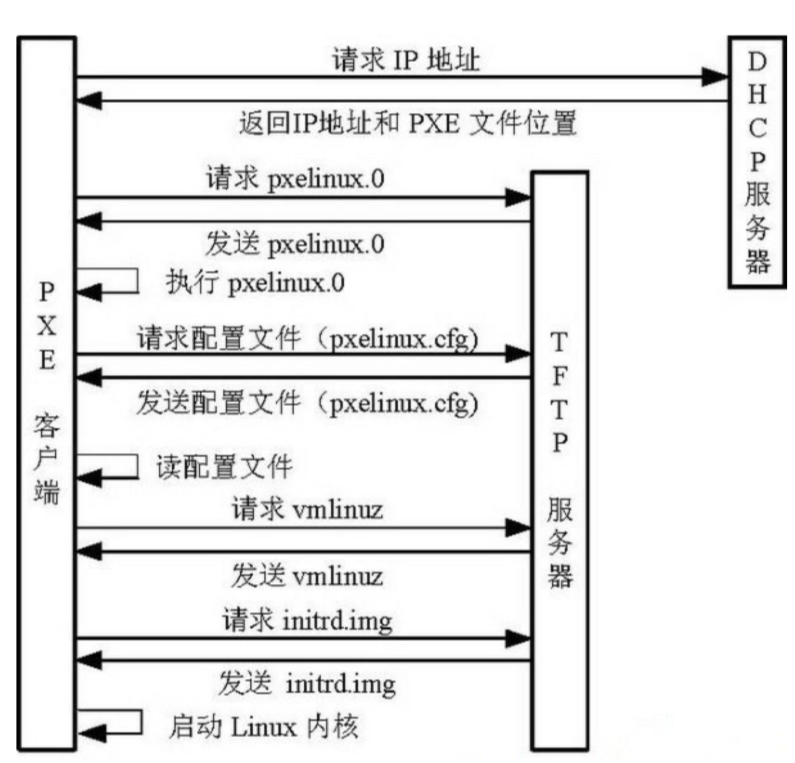 请求 IP 地址
返回IP地址和 PXE 文件位置
DHCP服务器
请求 pxelinux.0
发送 pxelinux.0
执行 pxelinux.0
PXE 客户端
请求配置文件（pxelinux.cfg)
发送配置文件（pxelinux.cfg)
TFTP 服务器
读配置文件
请求 vmlinuz
发送 vmlinuz
请求 initrd.img
发送 initrd.img
启动 Linux 内核